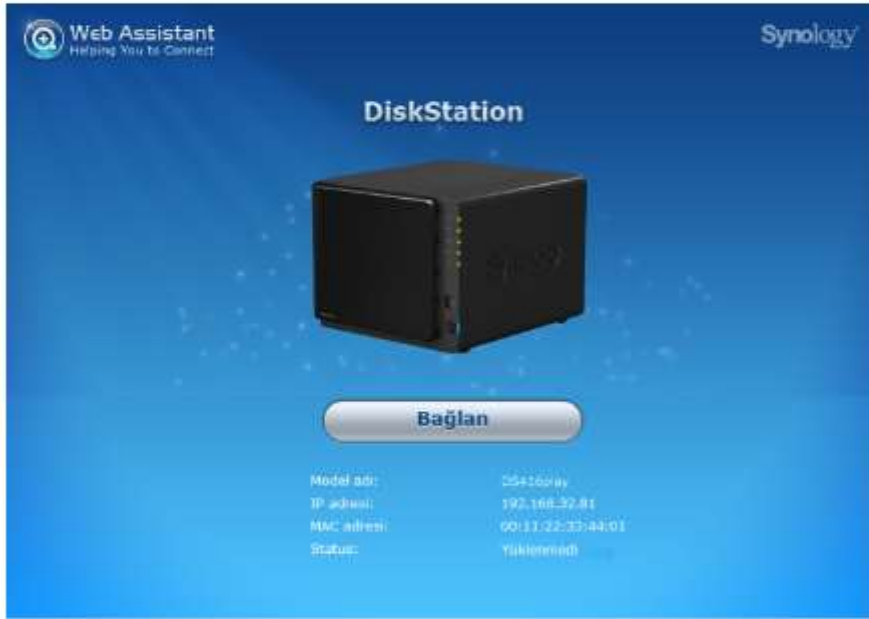 Web Assistant
Helping You to Connect
Synology
DiskStation
Bağlan
Model adı: DS416play
IP adresi: 192.168.32.81
MAC adresi: 00:11:22:33:44:01
Status: Yüklenmedi